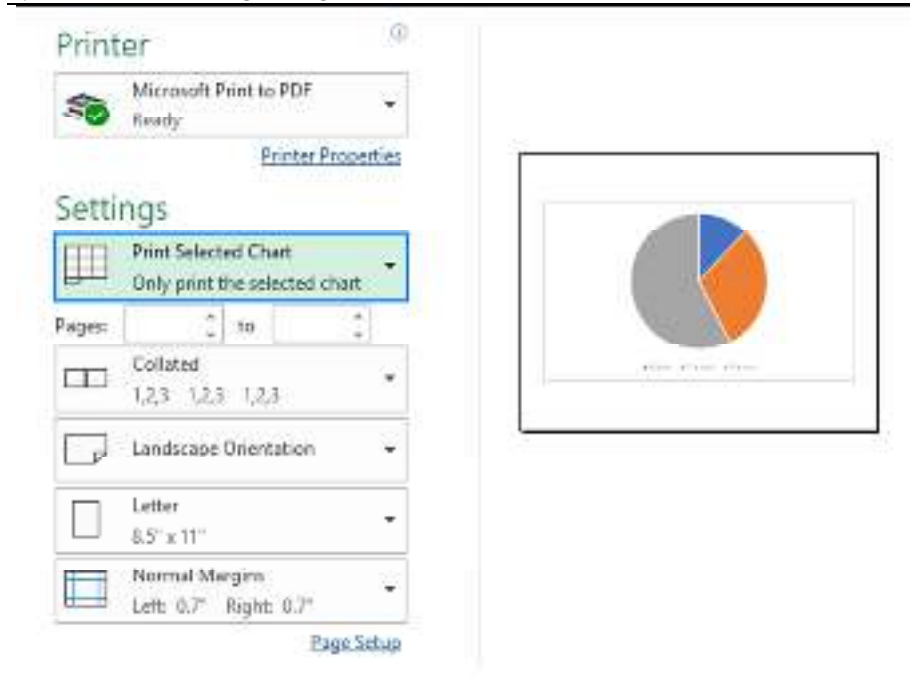 Printer
Microsoft Print to PDF
Ready
Printer Properties
Settings
Print Selected Chart
Only print the selected chart
Pages: to
Collated
1,2,3 1,2,3 1,2,3
Landscape Orientation
Letter
8.5" x 11"
Normal Margins
Left: 0.7" Right: 0.7"
Page Setup